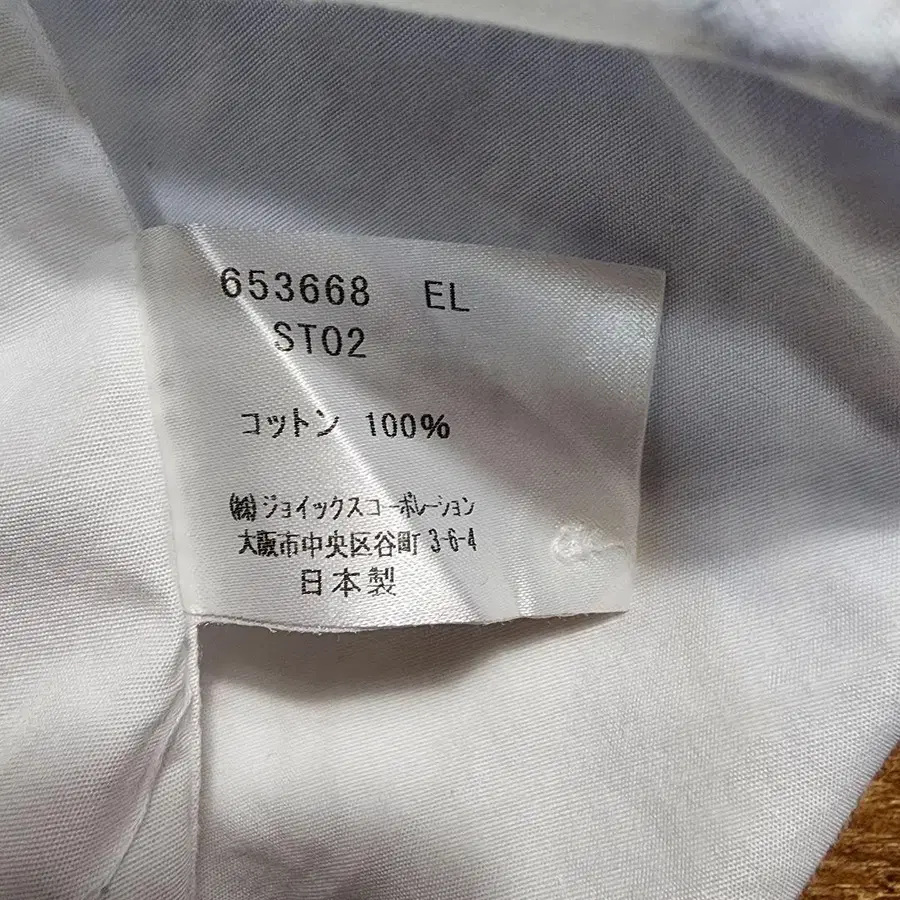 653668 EL
ST02
コットン 100%
㈱ジョイックスコーポレーション
大阪市中央区谷町 3-6-4
日本製